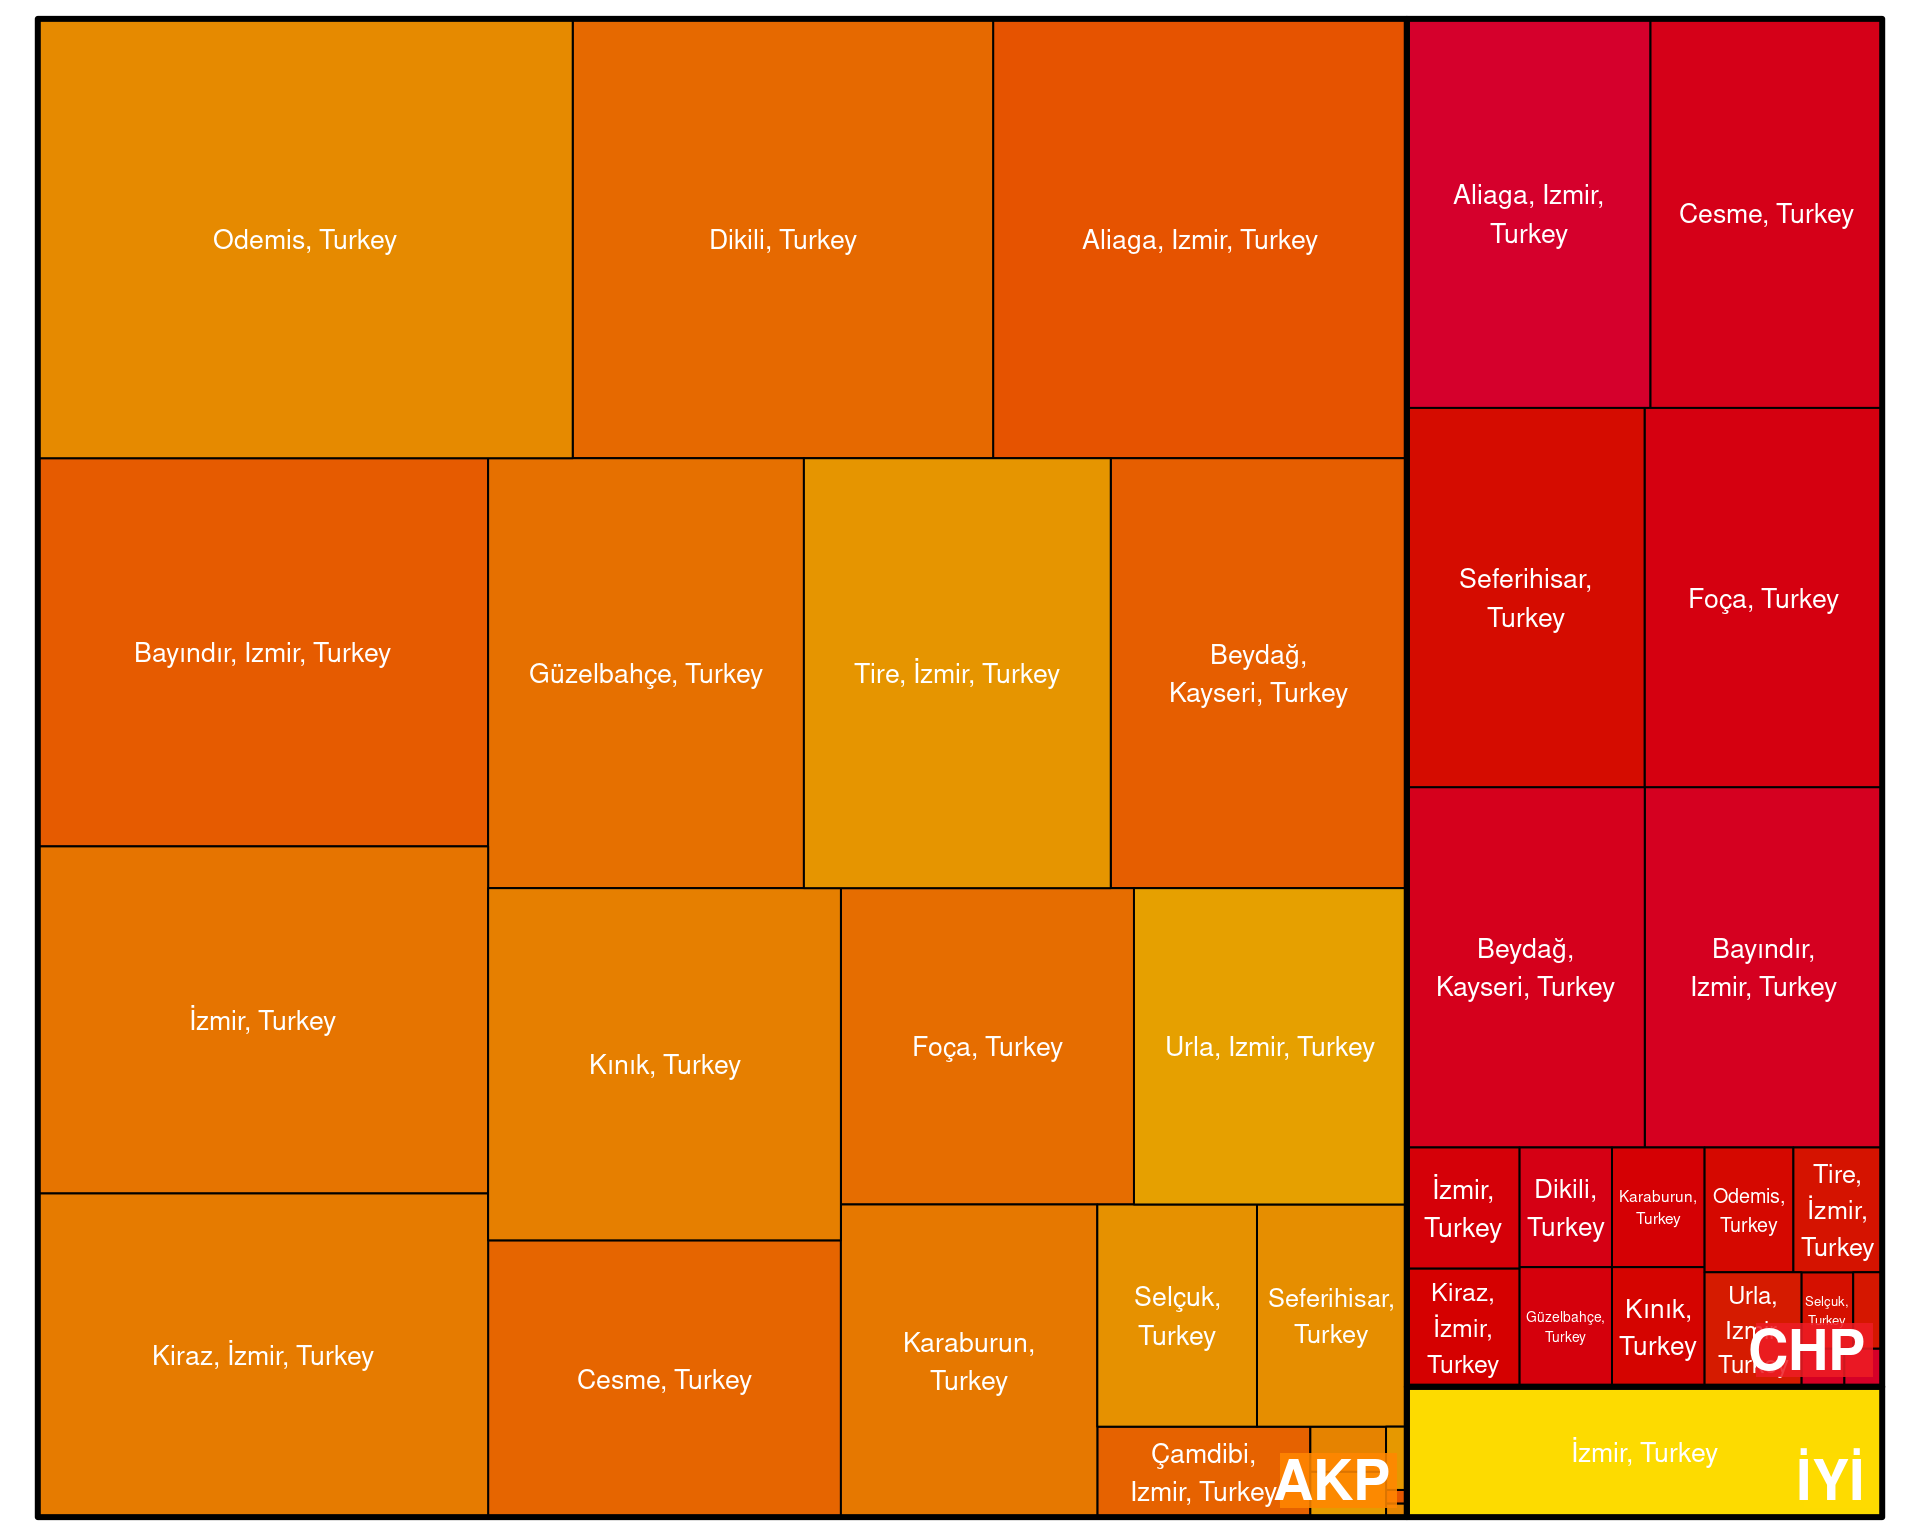 Odemis, Turkey
Dikili, Turkey
Aliaga, Izmir, Turkey
Aliaga, Izmir,
Turkey
Cesme, Turkey
Bayındır, Izmir, Turkey
Güzelbahçe, Turkey
Tire, İzmir, Turkey
Beydağ,
Kayseri, Turkey
Seferihisar,
Turkey
Foça, Turkey
İzmir, Turkey
Kınık, Turkey
Foça, Turkey
Urla, Izmir, Turkey
Beydağ,
Kayseri, Turkey
Bayındır,
Izmir, Turkey
Kiraz, İzmir, Turkey
Cesme, Turkey
Karaburun,
Turkey
Selçuk,
Turkey
Seferihisar,
Turkey
Çamdibi,
Izmir, Turkey
AKP
İzmir,
Turkey
Dikili,
Turkey
Karaburun,
Turkey
Odemis,
Turkey
Tire,
İzmir,
Turkey
Kiraz,
İzmir,
Turkey
Güzelbahçe,
Turkey
Kınık,
Turkey
Urla,
Izmir,
Turkey
Selçuk,
Turkey
CHP
İzmir, Turkey
İYİ